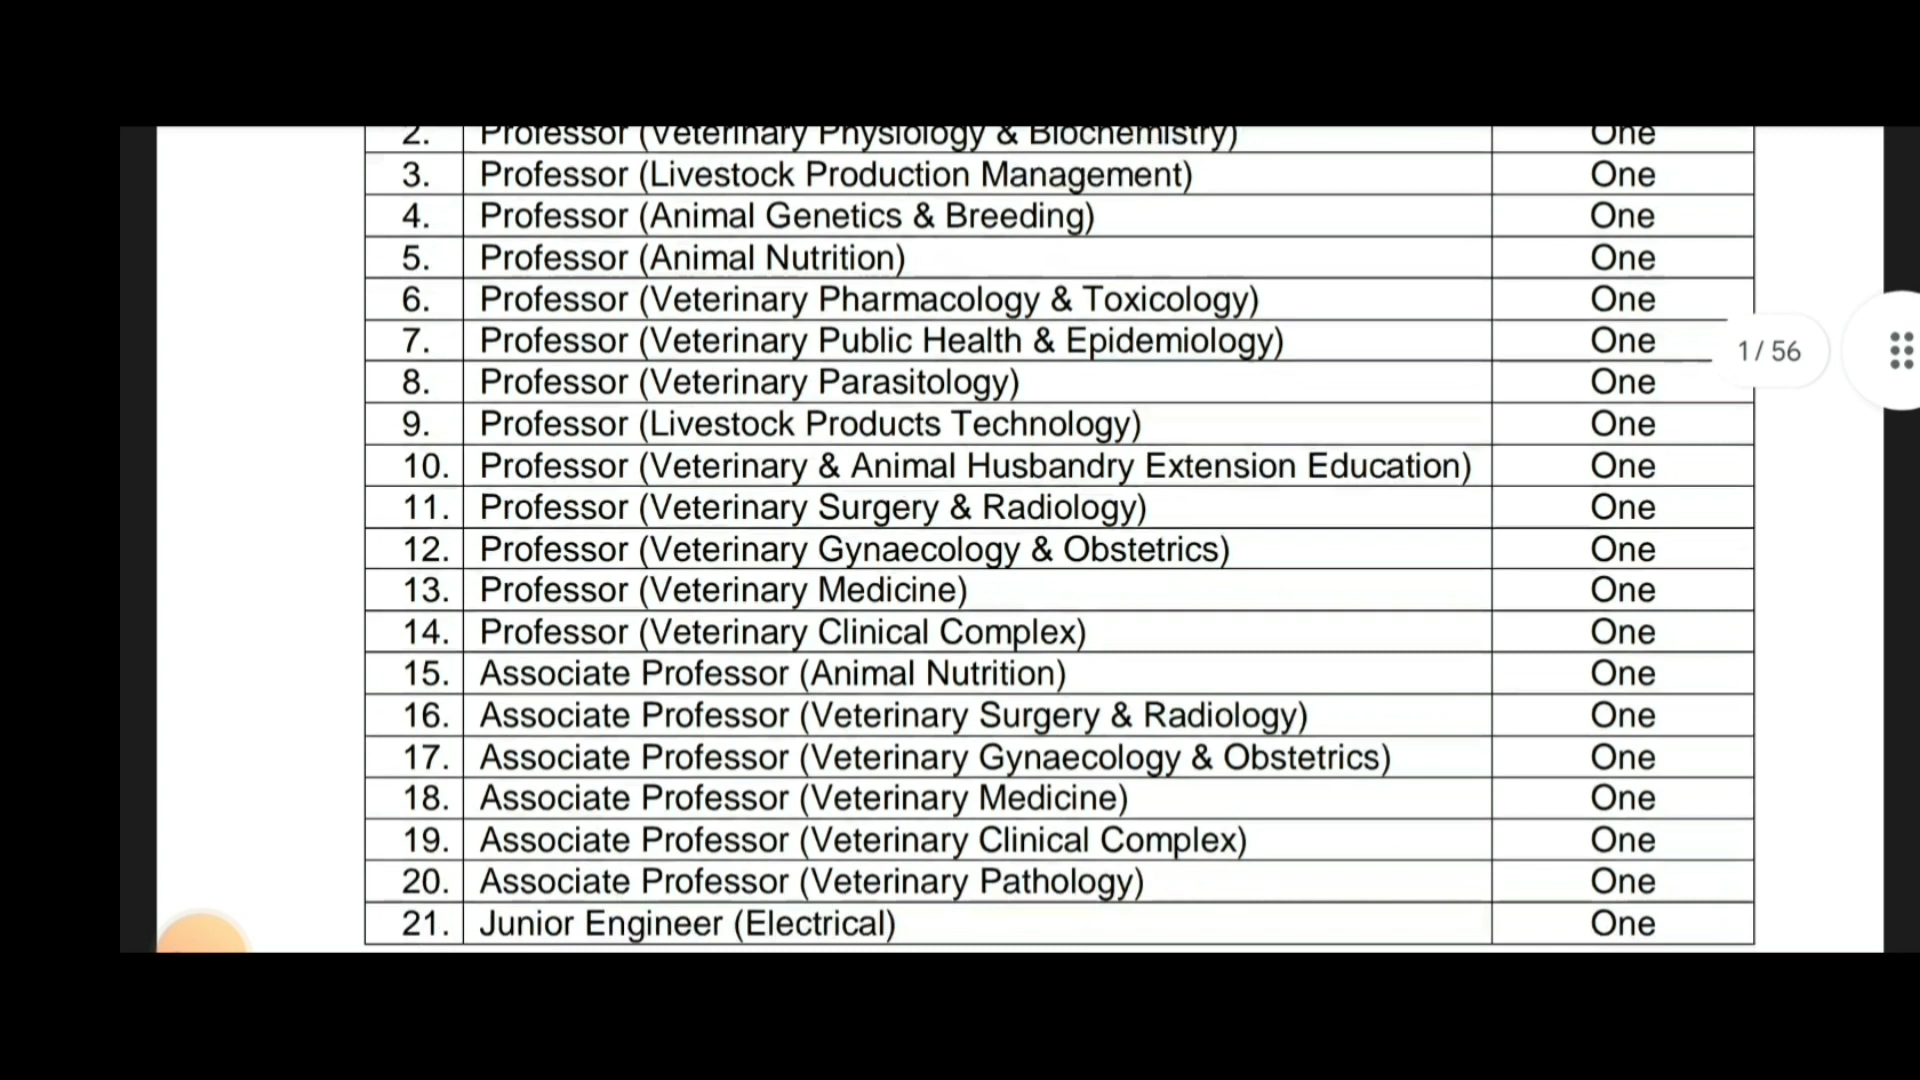 2. Professor (Veterinary Physiology & Biochemistry) One
3. Professor (Livestock Production Management) One
4. Professor (Animal Genetics & Breeding) One
5. Professor (Animal Nutrition) One
6. Professor (Veterinary Pharmacology & Toxicology) One
7. Professor (Veterinary Public Health & Epidemiology) One
1 / 56
8. Professor (Veterinary Parasitology) One
9. Professor (Livestock Products Technology) One
10. Professor (Veterinary & Animal Husbandry Extension Education) One
11. Professor (Veterinary Surgery & Radiology) One
12. Professor (Veterinary Gynaecology & Obstetrics) One
13. Professor (Veterinary Medicine) One
14. Professor (Veterinary Clinical Complex) One
15. Associate Professor (Animal Nutrition) One
16. Associate Professor (Veterinary Surgery & Radiology) One
17. Associate Professor (Veterinary Gynaecology & Obstetrics) One
18. Associate Professor (Veterinary Medicine) One
19. Associate Professor (Veterinary Clinical Complex) One
20. Associate Professor (Veterinary Pathology) One
21. Junior Engineer (Electrical) One